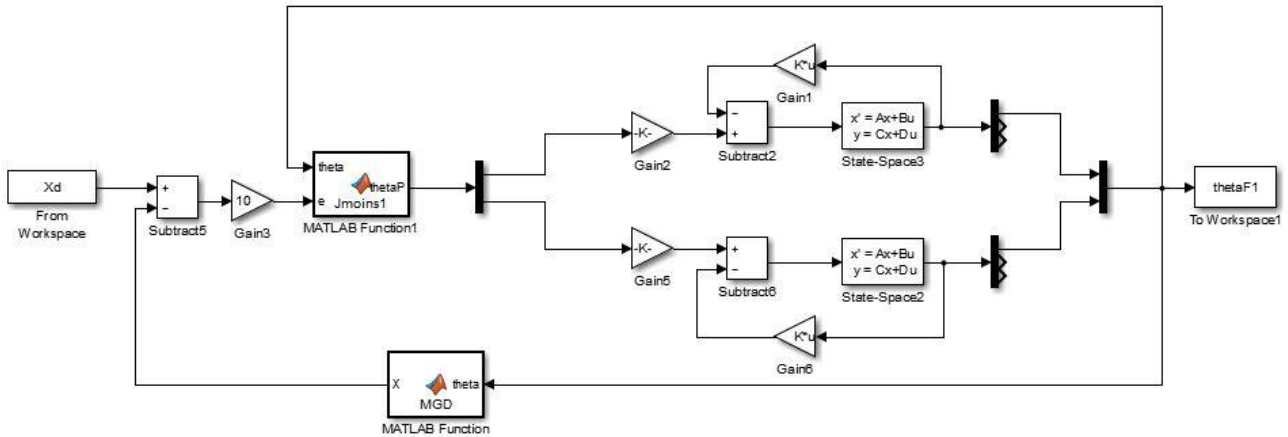 Xd
From
Workspace
+
−
Subtract5
10
Gain3
theta
thetaP
e
Jmoins1
MATLAB Function1
-K-
Gain2
K*u
Gain1
−
+
Subtract2
x' = Ax+Bu
y = Cx+Du
State-Space3
-K-
Gain5
+
−
Subtract6
x' = Ax+Bu
y = Cx+Du
State-Space2
K*u
Gain6
thetaF1
To Workspace1
X
theta
MGD
MATLAB Function